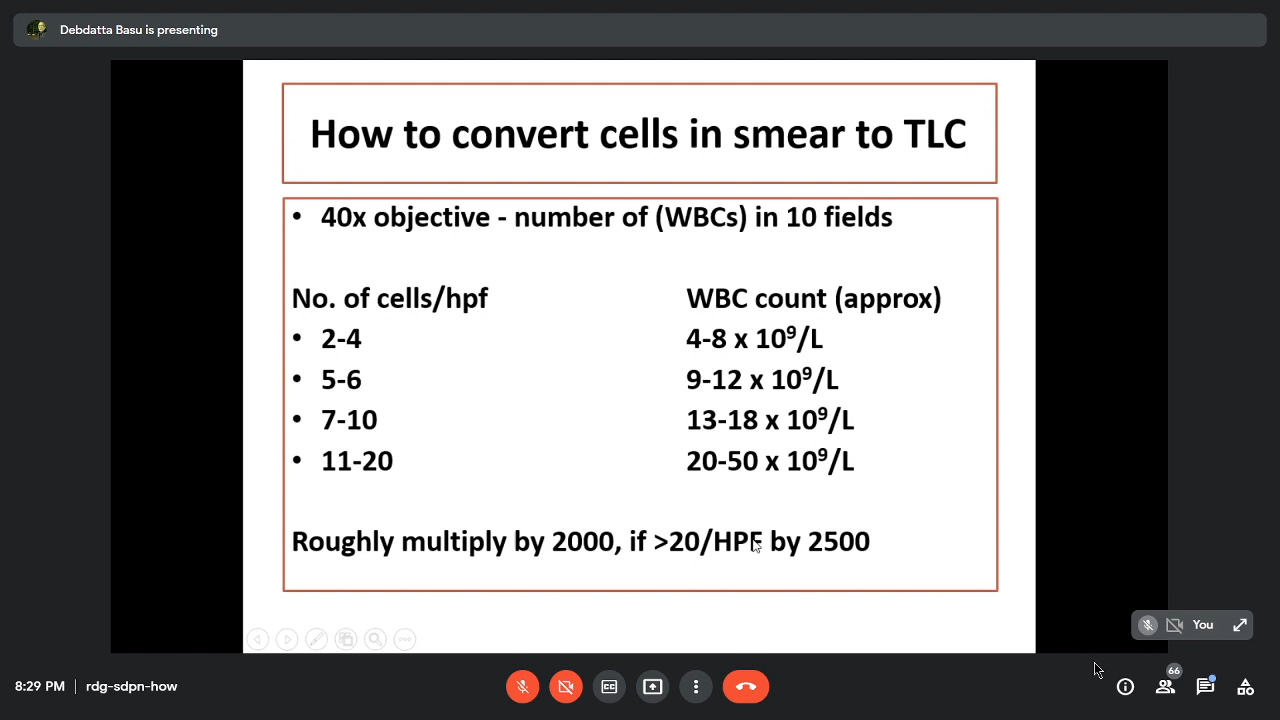 Debdatta Basu is presenting
How to convert cells in smear to TLC
• 40x objective - number of (WBCs) in 10 fields
No. of cells/hpf WBC count (approx)
• 2-4 4-8 x 10⁹/L
• 5-6 9-12 x 10⁹/L
• 7-10 13-18 x 10⁹/L
• 11-20 20-50 x 10⁹/L
Roughly multiply by 2000, if >20/HPF by 2500
You
8:29 PM | rdg-sdpn-how
CC
66